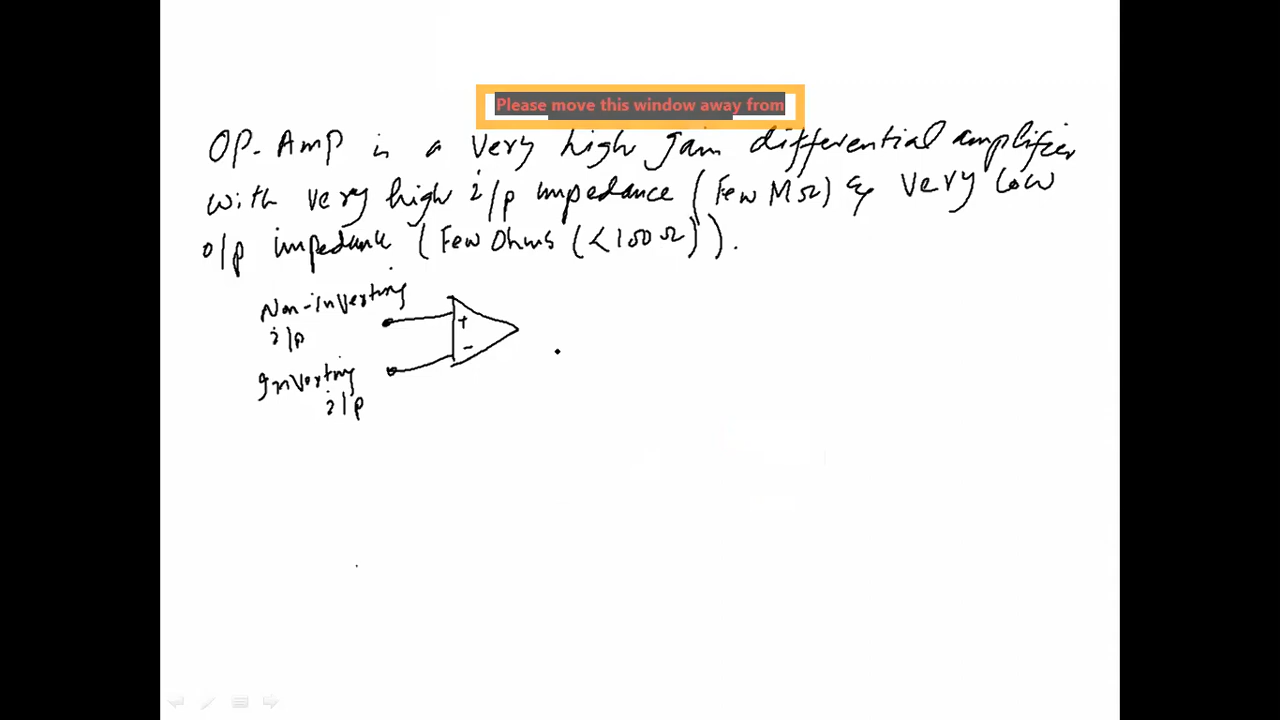 Please move this window away from
OP-Amp is a very high gain differential amplifier
with very high i/p impedance (Few MΩ) & very low
o/p impedance (Few Ohms (<100Ω)).
Non-inverting
i/p
+
-
Inverting
i/p